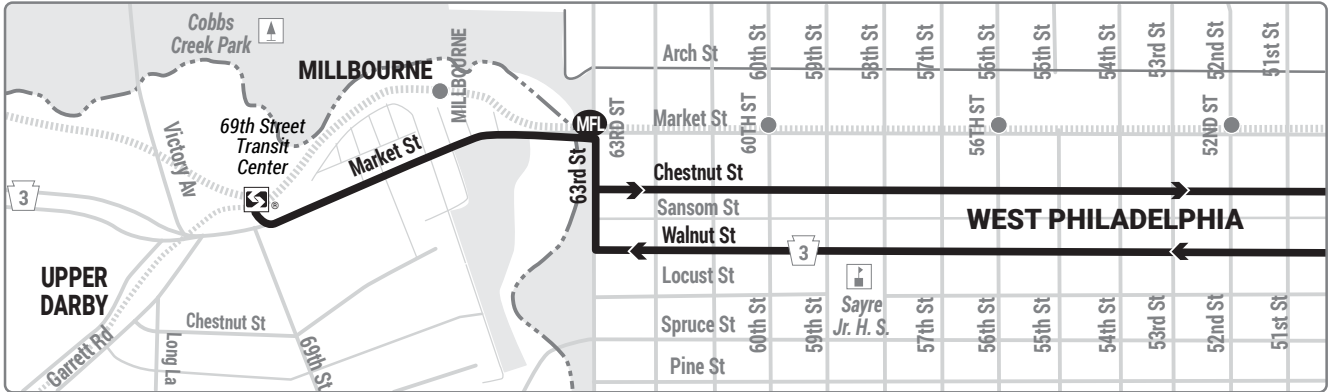 Cobbs
Creek Park
MILLBOURNE
MILLBOURNE
69th Street
Transit
Center
Victory Av
Market St
MFL
63RD ST
63rd St
3
UPPER
DARBY
Garrett Rd
Chestnut St
Long La
69th St
Arch St
60th St
59th St
58th St
57th St
56th St
55th St
54th St
53rd St
52nd St
51st St
Market St
60TH ST
56TH ST
52ND ST
Chestnut St
Sansom St
WEST PHILADELPHIA
Walnut St
3
Locust St
Sayre
Jr. H. S.
Spruce St
60th St
59th St
57th St
56th St
55th St
54th St
53rd St
52nd St
51st St
Pine St
®